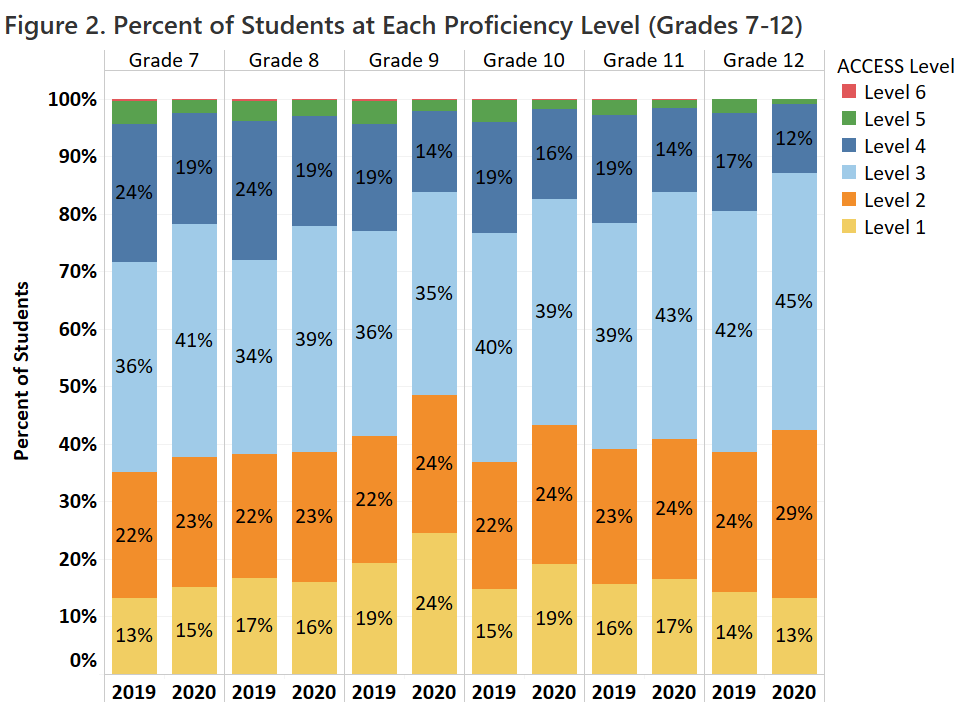 Figure 2. Percent of Students at Each Proficiency Level (Grades 7-12)
Grade 7 Grade 8 Grade 9 Grade 10 Grade 11 Grade 12
ACCESS Level
Level 6
Level 5
Level 4
Level 3
Level 2
Level 1
Percent of Students
100%
90%
80%
70%
60%
50%
40%
30%
20%
10%
0%
24% 19% 24% 19% 19% 14% 19% 16% 19% 14% 17% 12%
36% 41% 34% 39% 36% 35% 40% 39% 39% 43% 42% 45%
22% 23% 22% 23% 22% 24% 22% 24% 23% 24% 24% 29%
13% 15% 17% 16% 19% 24% 15% 19% 16% 17% 14% 13%
2019 2020 2019 2020 2019 2020 2019 2020 2019 2020 2019 2020